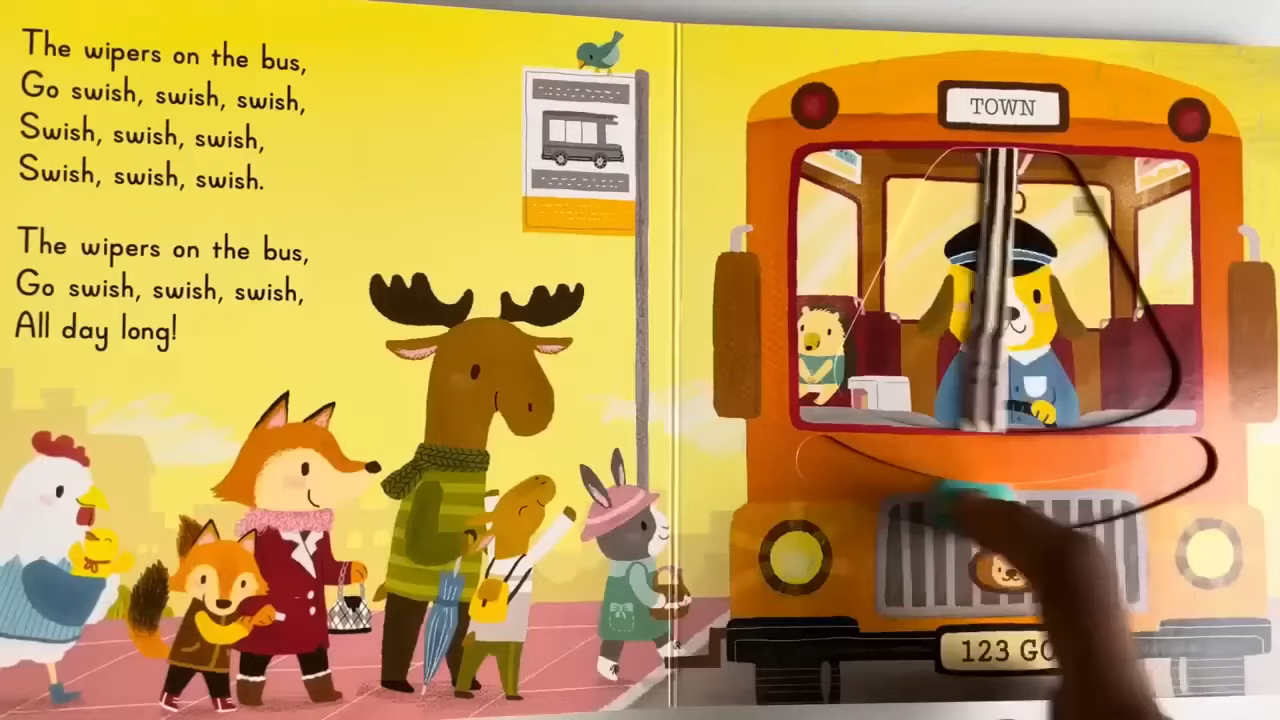 The wipers on the bus,
Go swish, swish, swish,
Swish, swish, swish,
Swish, swish, swish.
The wipers on the bus,
Go swish, swish, swish,
All day long!
TOWN
123 GO